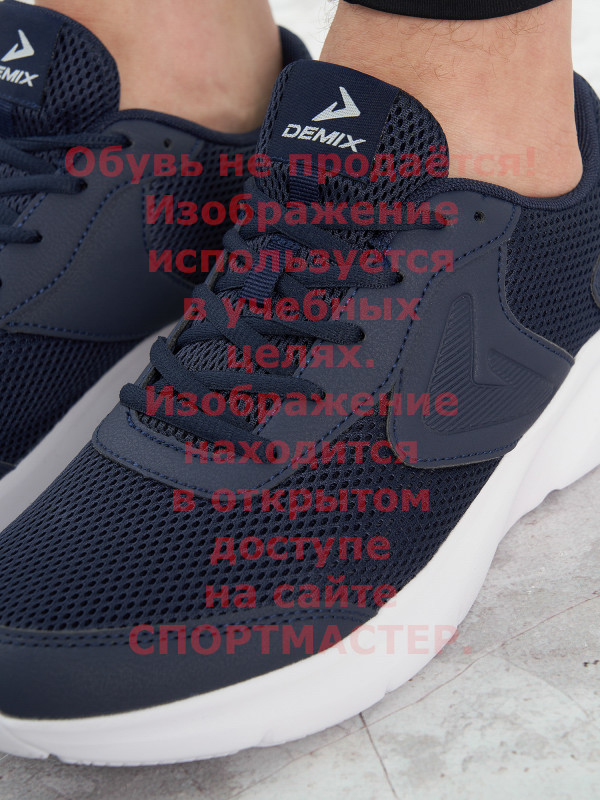 DEMIX
DEMIX
Обувь не продаётся!
Изображение
используется
в учебных
целях.
Изображение
находится
в открытом
доступе
на сайте
СПОРТМАСТЕР.